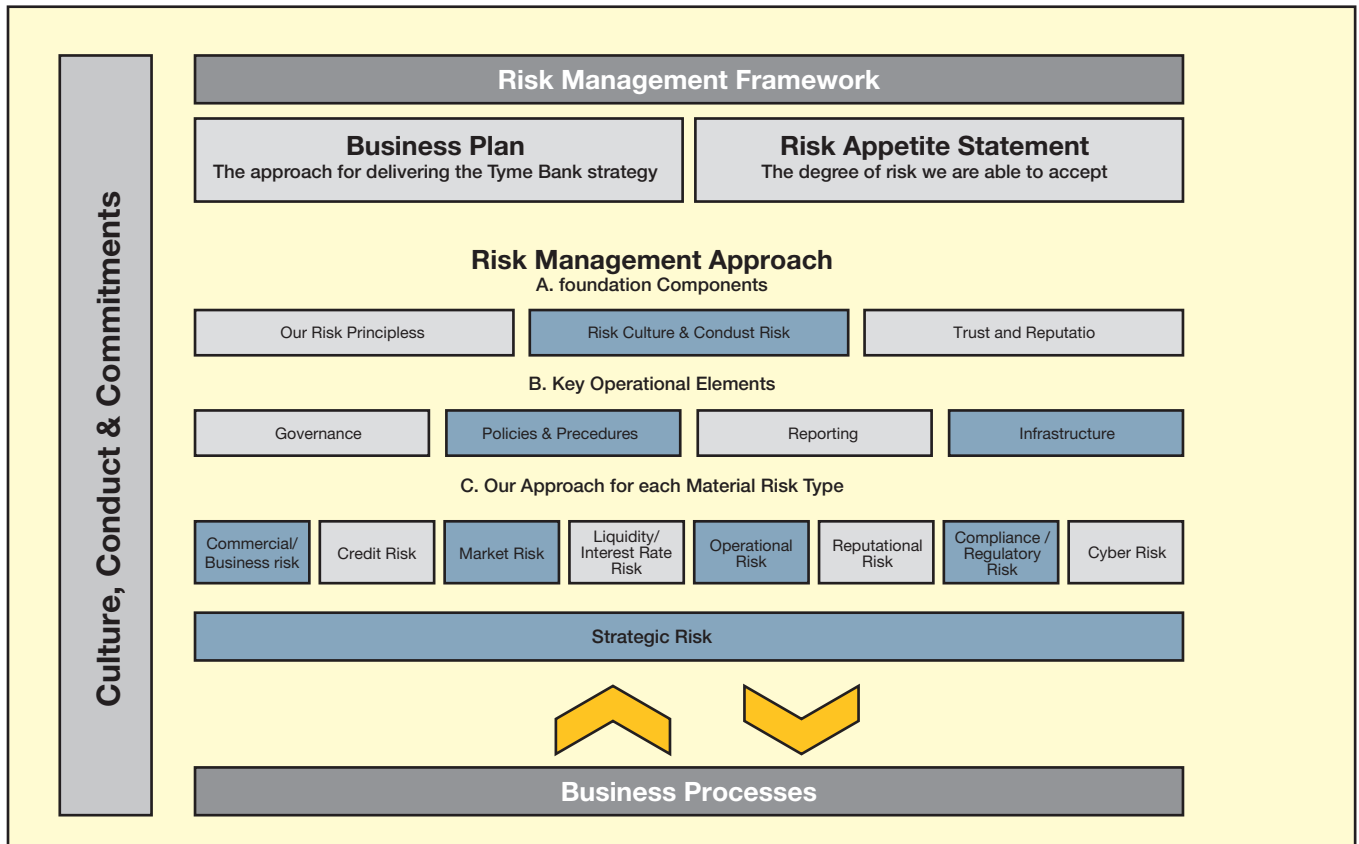 Culture, Conduct & Commitments
Risk Management Framework
Business Plan
The approach for delivering the Tyme Bank strategy
Risk Appetite Statement
The degree of risk we are able to accept
Risk Management Approach
A. foundation Components
Our Risk Principless
Risk Culture & Condust Risk
Trust and Reputatio
B. Key Operational Elements
Governance
Policies & Precedures
Reporting
Infrastructure
C. Our Approach for each Material Risk Type
Commercial/
Business risk
Credit Risk
Market Risk
Liquidity/
Interest Rate
Risk
Operational
Risk
Reputational
Risk
Compliance /
Regulatory
Risk
Cyber Risk
Strategic Risk
Business Processes